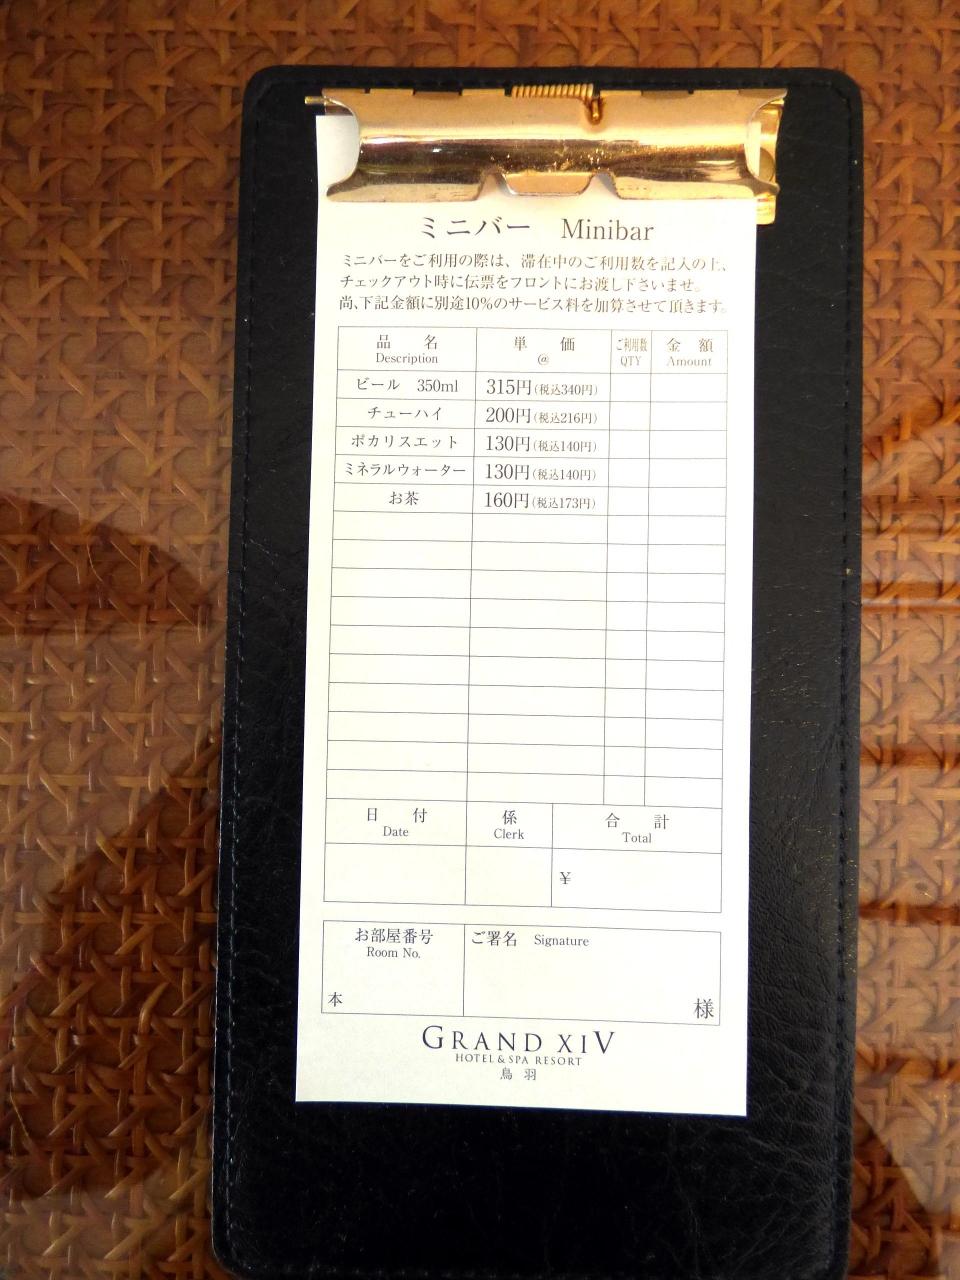 ミニバー　Minibar
ミニバーをご利用の際は、滞在中のご利用数を記入の上、
チェックアウト時に伝票をフロントにお渡し下さいませ。
尚、下記金額に別途10%のサービス料を加算させて頂きます。
品　名　単　価　ご利用数　金　額
Description　@　QTY　Amount
ビール　350ml　315円(税込340円)
チューハイ　200円(税込216円)
ポカリスエット　130円(税込140円)
ミネラルウォーター　130円(税込140円)
お茶　160円(税込173円)
日　付　係　合　計
Date　Clerk　Total
¥
お部屋番号　ご署名　Signature
Room No.
本　様
GRAND XIV
HOTEL & SPA RESORT
鳥 羽